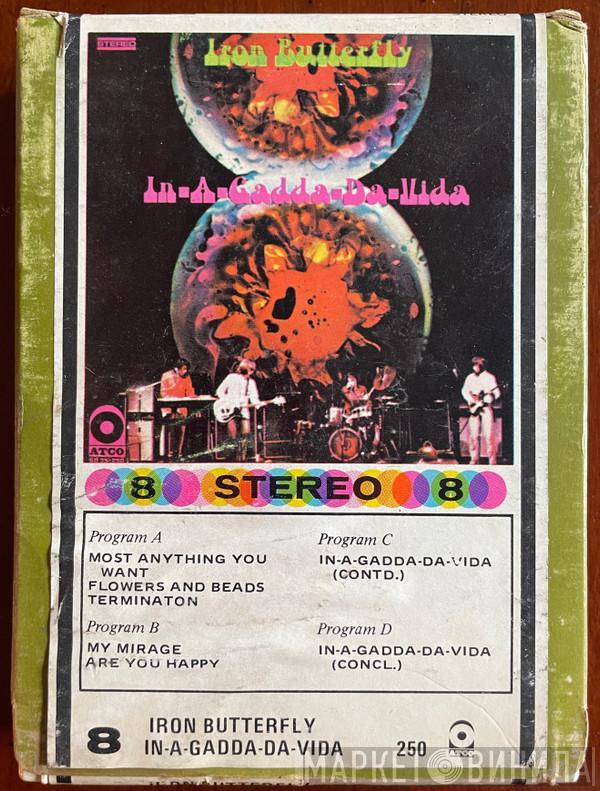 STEREO
Iron Butterfly
In-A-Gadda-Da-Vida
ATCO
8 STEREO 8
Program A
MOST ANYTHING YOU
WANT
FLOWERS AND BEADS
TERMINATON
Program B
MY MIRAGE
ARE YOU HAPPY
Program C
IN-A-GADDA-DA-VIDA
(CONTD.)
Program D
IN-A-GADDA-DA-VIDA
(CONCL.)
8 IRON BUTTERFLY
IN-A-GADDA-DA-VIDA 250
ATCO
МАРКЕТ ВИНИЛА